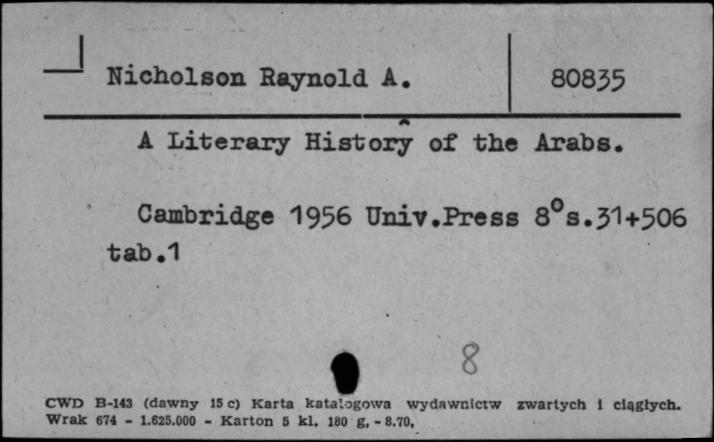 Nicholson Raynold A. 80835
A Literary History of the Arabs.
Cambridge 1956 Univ.Press 8°s.31+506
tab.1
8
CWD B-143 (dawny 15 c) Karta katalogowa wydawnictw zwartych i ciągłych.
Wrak 674 - 1.625.000 - Karton 5 kl. 180 g, - 8.70.